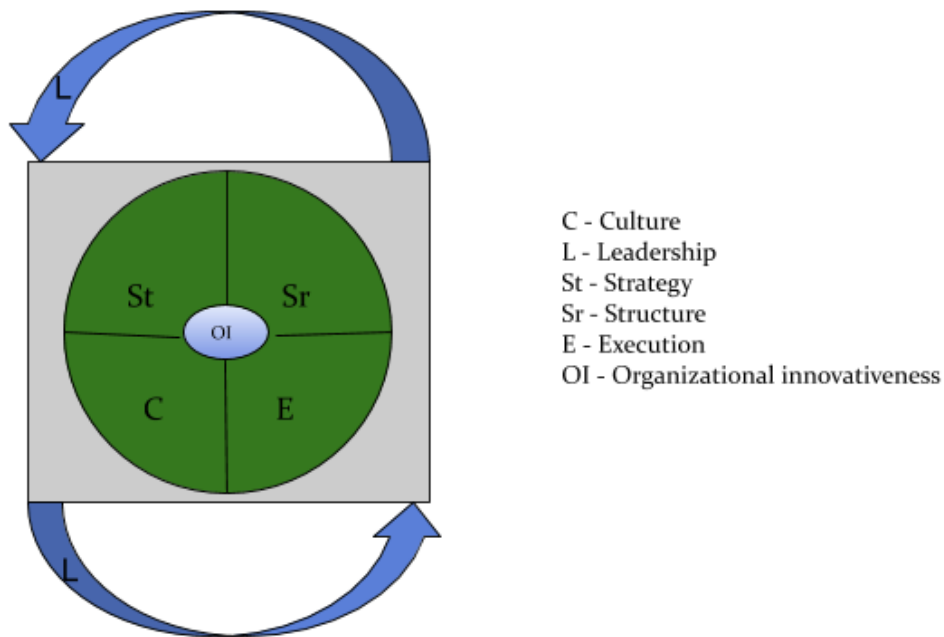 L
St
Sr
OI
C
E
L
C - Culture
L - Leadership
St - Strategy
Sr - Structure
E - Execution
OI - Organizational innovativeness